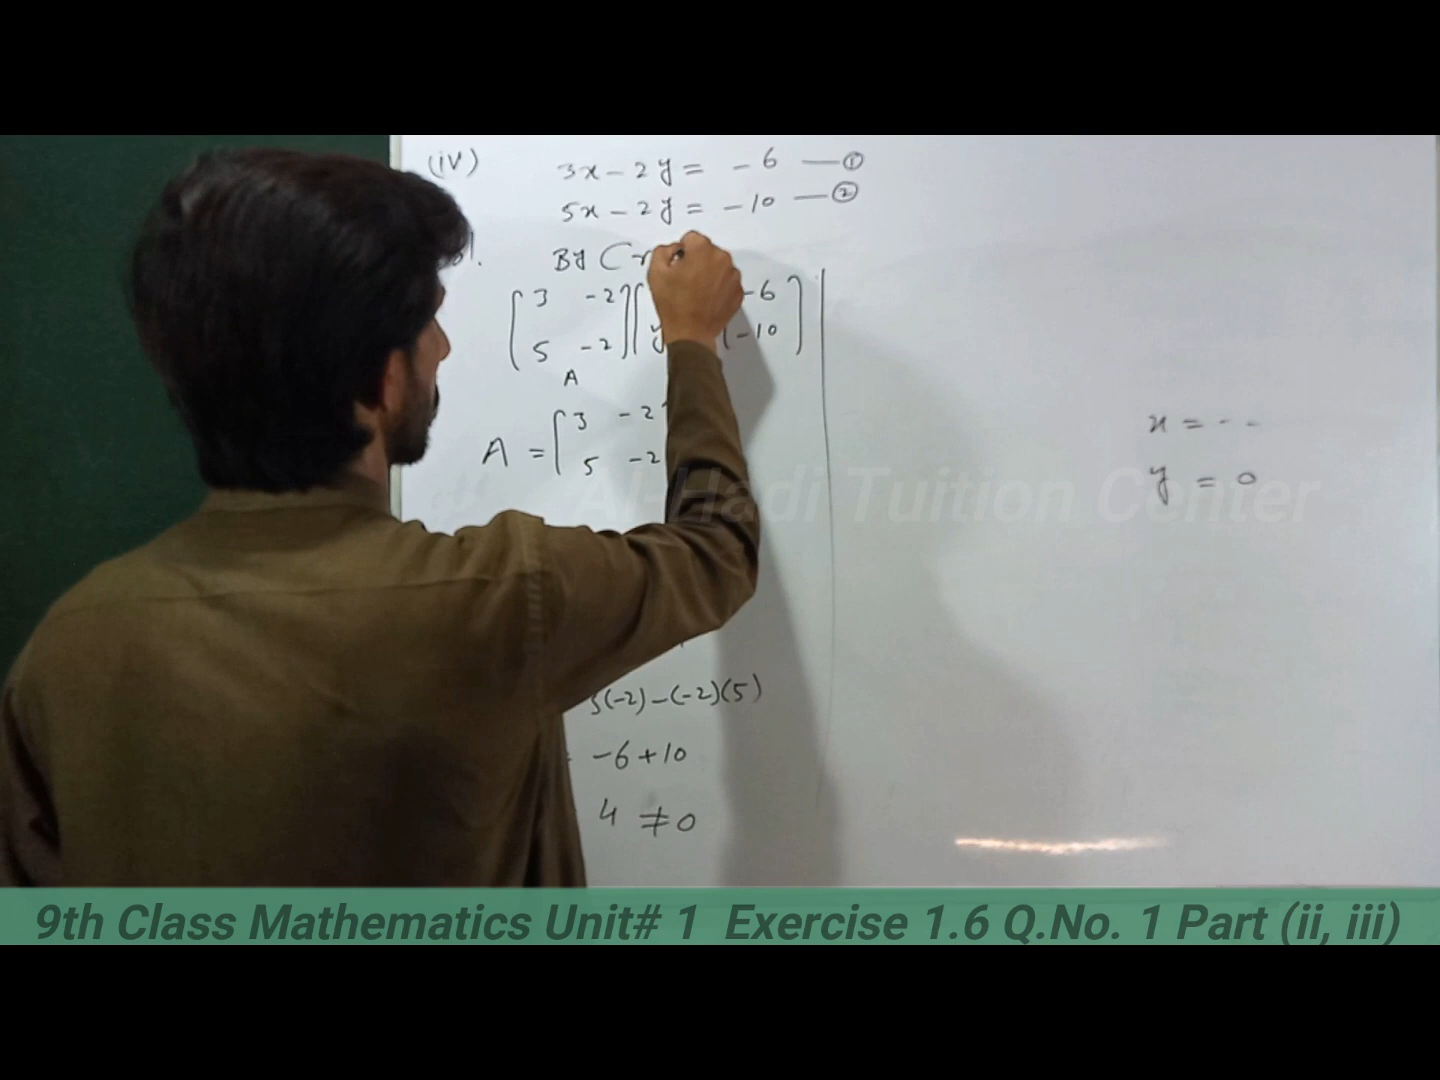 (iv) 3x - 2y = -6 —①
5x - 2y = -10 —②
By Cr
3 -2 -6
5 -2 y -10
A
A = [3 -2
5 -2
x = - -
y = 0
Al-Hadi Tuition Center
(-2) - (-2)(5)
-6 + 10
4 ≠ 0
9th Class Mathematics Unit# 1 Exercise 1.6 Q.No. 1 Part (ii, iii)